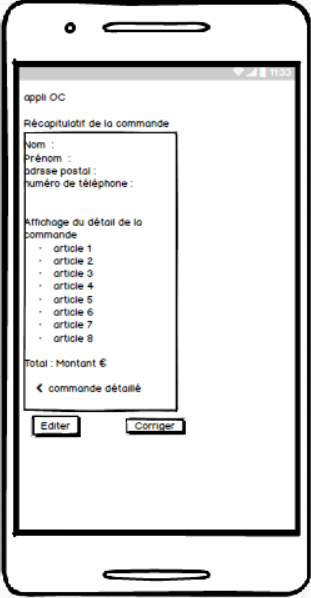 11:33
appli OC
Récapitulatif de la commande
Nom :
Prénom :
adrsse postal :
numéro de téléphone :
Affichage du détail de la
commande
· article 1
· article 2
· article 3
· article 4
· article 5
· article 6
· article 7
· article 8
Total : Montant €
< commande détaillé
Editer Corriger